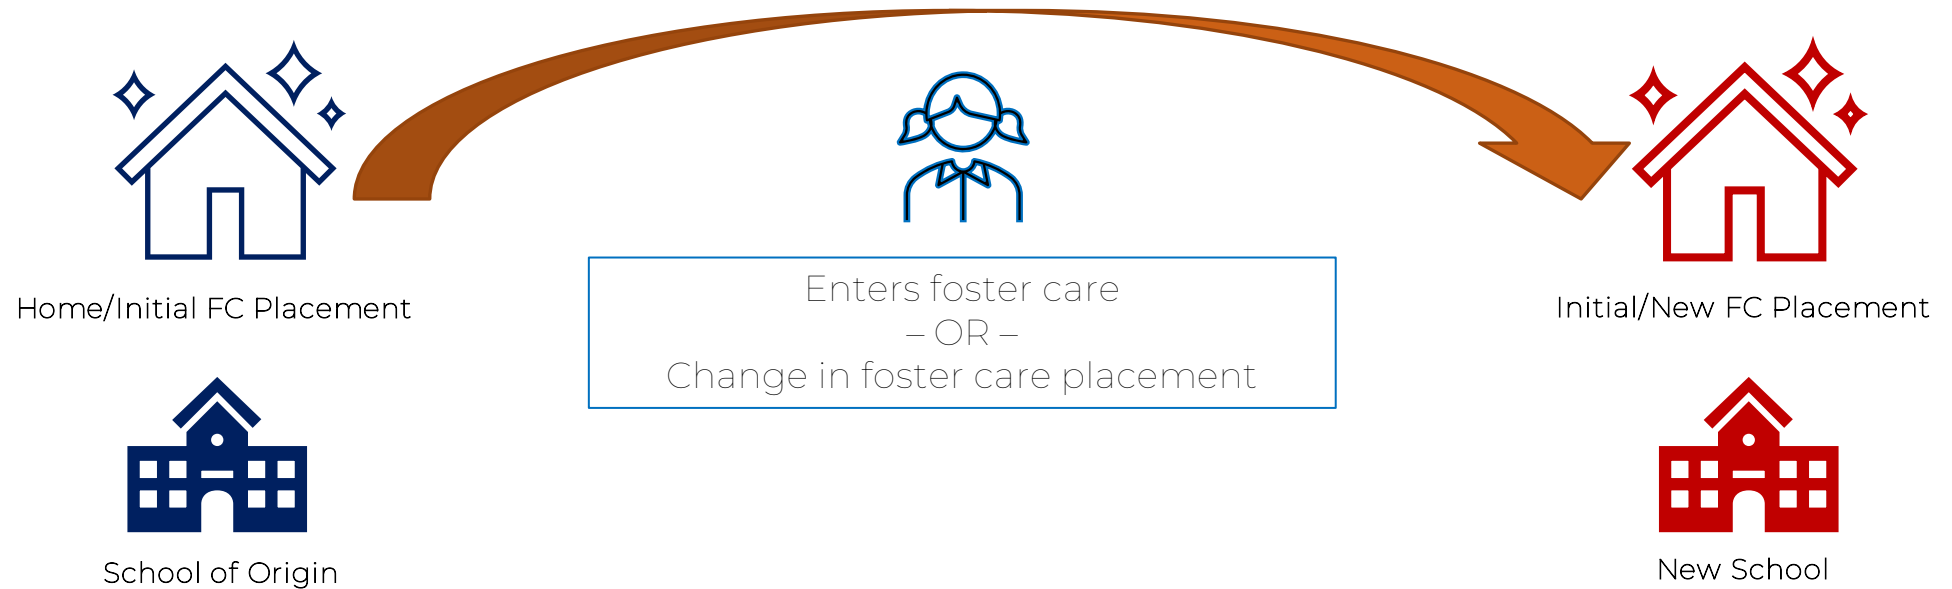 Enters foster care
– OR –
Change in foster care placement
Home/Initial FC Placement
Initial/New FC Placement
School of Origin
New School